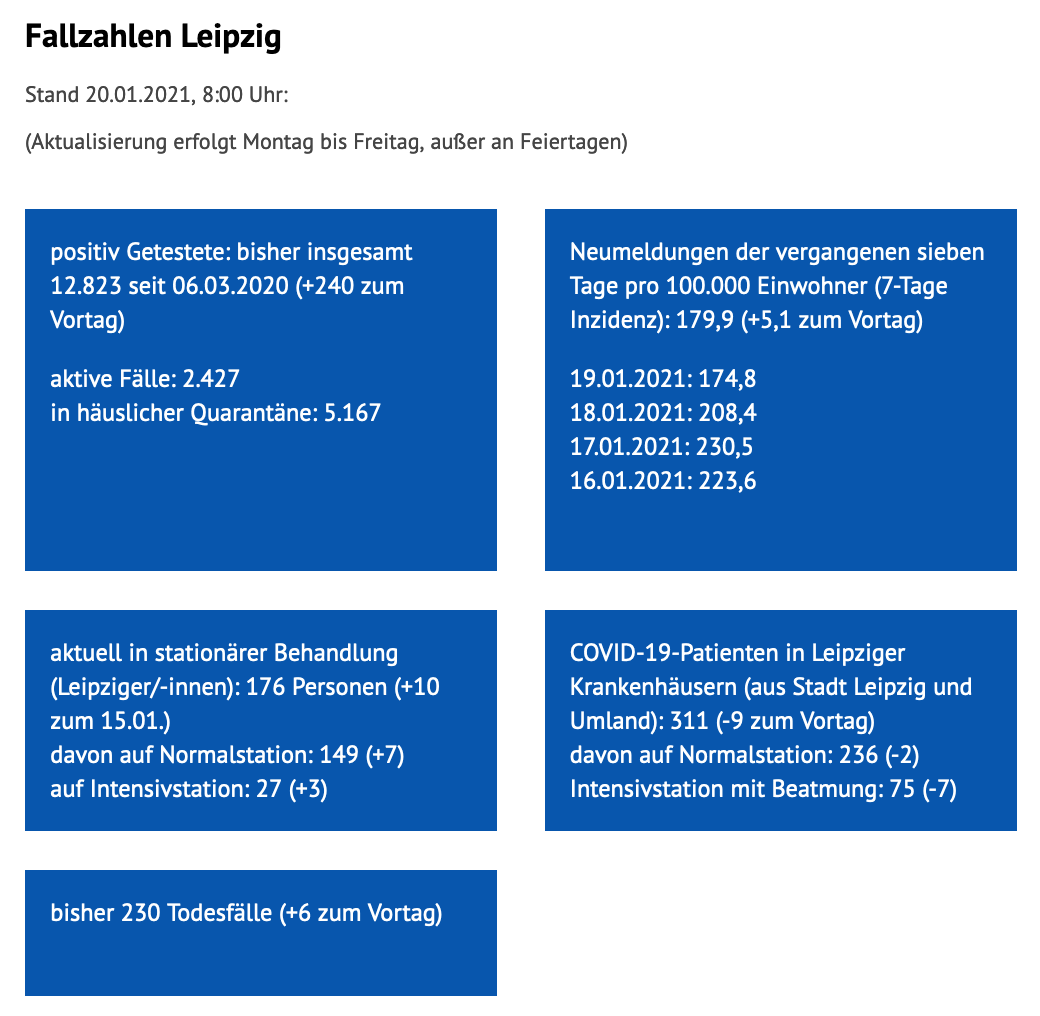 Fallzahlen Leipzig
Stand 20.01.2021, 8:00 Uhr:
(Aktualisierung erfolgt Montag bis Freitag, außer an Feiertagen)
positiv Getestete: bisher insgesamt
12.823 seit 06.03.2020 (+240 zum
Vortag)
aktive Fälle: 2.427
in häuslicher Quarantäne: 5.167
Neumeldungen der vergangenen sieben
Tage pro 100.000 Einwohner (7-Tage
Inzidenz): 179,9 (+5,1 zum Vortag)
19.01.2021: 174,8
18.01.2021: 208,4
17.01.2021: 230,5
16.01.2021: 223,6
aktuell in stationärer Behandlung
(Leipziger/-innen): 176 Personen (+10
zum 15.01.)
davon auf Normalstation: 149 (+7)
auf Intensivstation: 27 (+3)
COVID-19-Patienten in Leipziger
Krankenhäusern (aus Stadt Leipzig und
Umland): 311 (-9 zum Vortag)
davon auf Normalstation: 236 (-2)
Intensivstation mit Beatmung: 75 (-7)
bisher 230 Todesfälle (+6 zum Vortag)